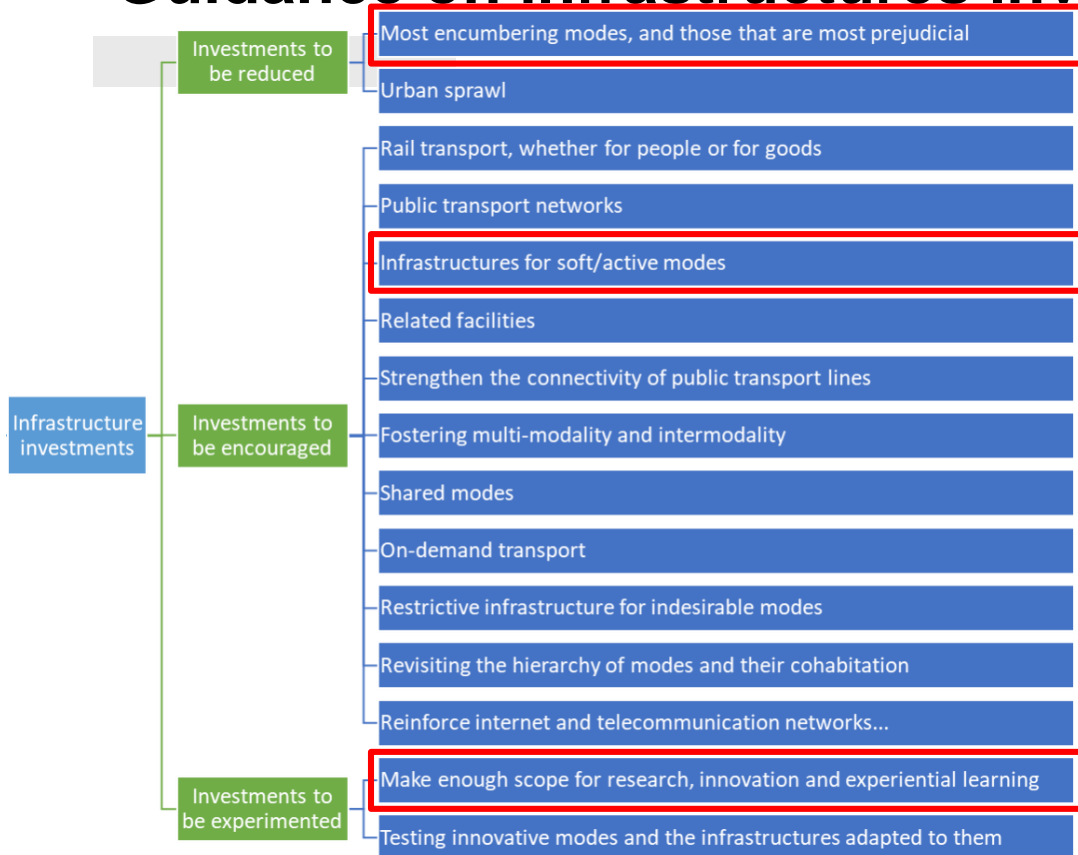 Guidance on Infrastructures Inv
Investments to
be reduced
Most encumbering modes, and those that are most prejudicial
Urban sprawl
Rail transport, whether for people or for goods
Public transport networks
Infrastructures for soft/active modes
Related facilities
Strengthen the connectivity of public transport lines
Infrastructure
investments
Investments to
be encouraged
Fostering multi-modality and intermodality
Shared modes
On-demand transport
Restrictive infrastructure for indesirable modes
Revisiting the hierarchy of modes and their cohabitation
Reinforce internet and telecommunication networks...
Investments to
be experimented
Make enough scope for research, innovation and experiential learning
Testing innovative modes and the infrastructures adapted to them